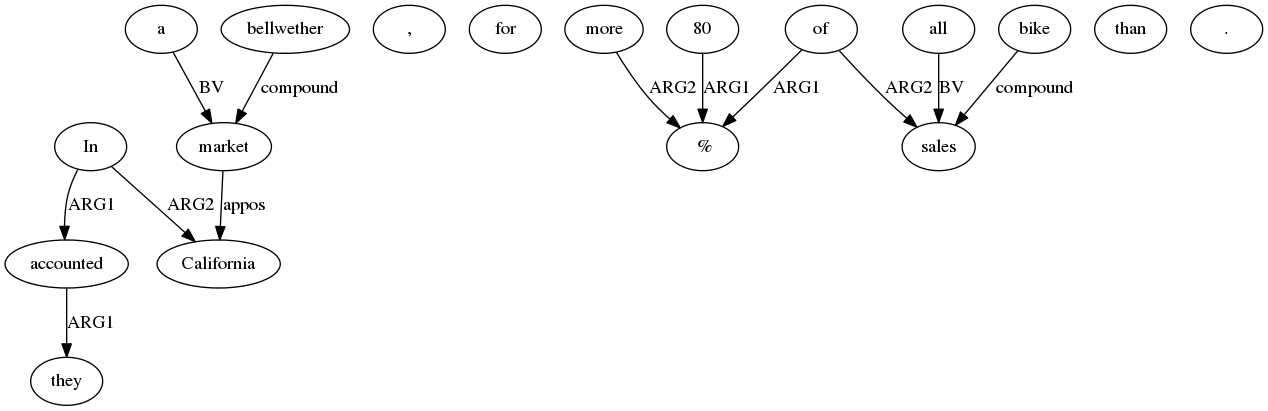 a bellwether , for more 80 of all bike than .
BV compound ARG2 ARG1 ARG1 ARG2 BV compound
In market % sales
ARG1 ARG2 appos
accounted California
ARG1
they